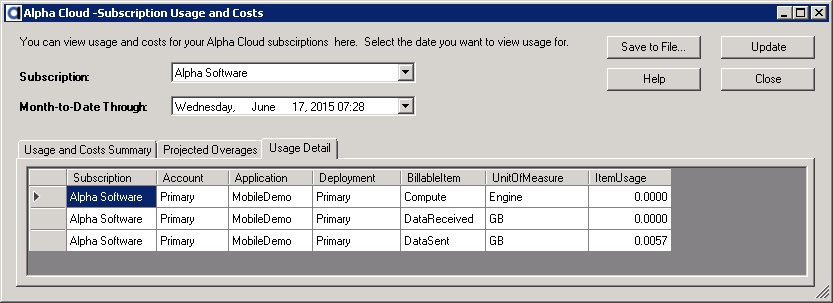 Alpha Cloud -Subscription Usage and Costs
You can view usage and costs for your Alpha Cloud subscirptions here. Select the date you want to view usage for.
Save to File...
Update
Subscription:
Alpha Software
Help
Close
Month-to-Date Through:
Wednesday, June 17, 2015 07:28
Usage and Costs Summary
Projected Overages
Usage Detail
Subscription Account Application Deployment BillableItem UnitOfMeasure ItemUsage
Alpha Software Primary MobileDemo Primary Compute Engine 0.0000
Alpha Software Primary MobileDemo Primary DataReceived GB 0.0000
Alpha Software Primary MobileDemo Primary DataSent GB 0.0057